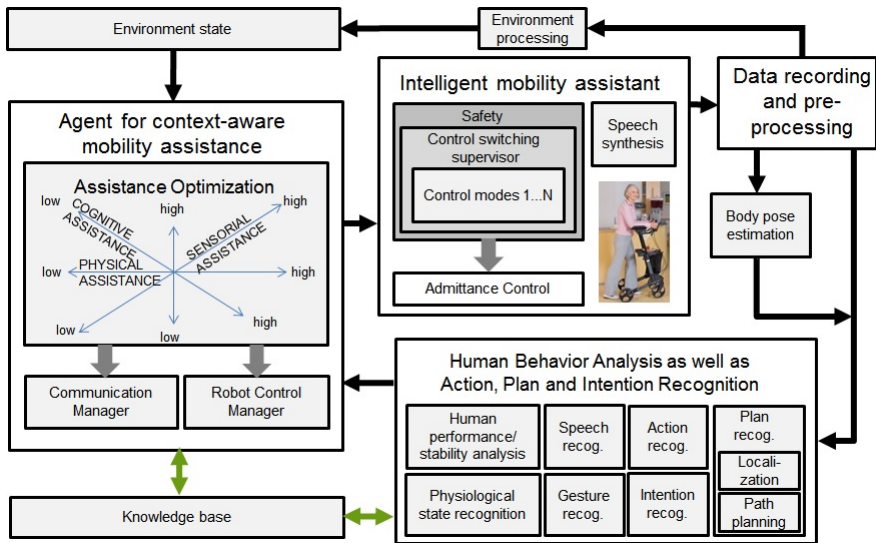 Environment state
Environment
processing
Data recording
and pre-
processing
Intelligent mobility assistant
Safety
Control switching
supervisor
Control modes 1...N
Speech
synthesis
Admittance Control
Body pose
estimation
Agent for context-aware
mobility assistance
Assistance Optimization
low
COGNITIVE
ASSISTANCE
high
SENSORIAL
ASSISTANCE
high
low
PHYSICAL
ASSISTANCE
high
low
low
high
Communication
Manager
Robot Control
Manager
Human Behavior Analysis as well as
Action, Plan and Intention Recognition
Human
performance/
stability analysis
Speech
recog.
Action
recog.
Plan
recog.
Locali-
zation
Path
planning
Physiological
state recognition
Gesture
recog.
Intention
recog.
Knowledge base